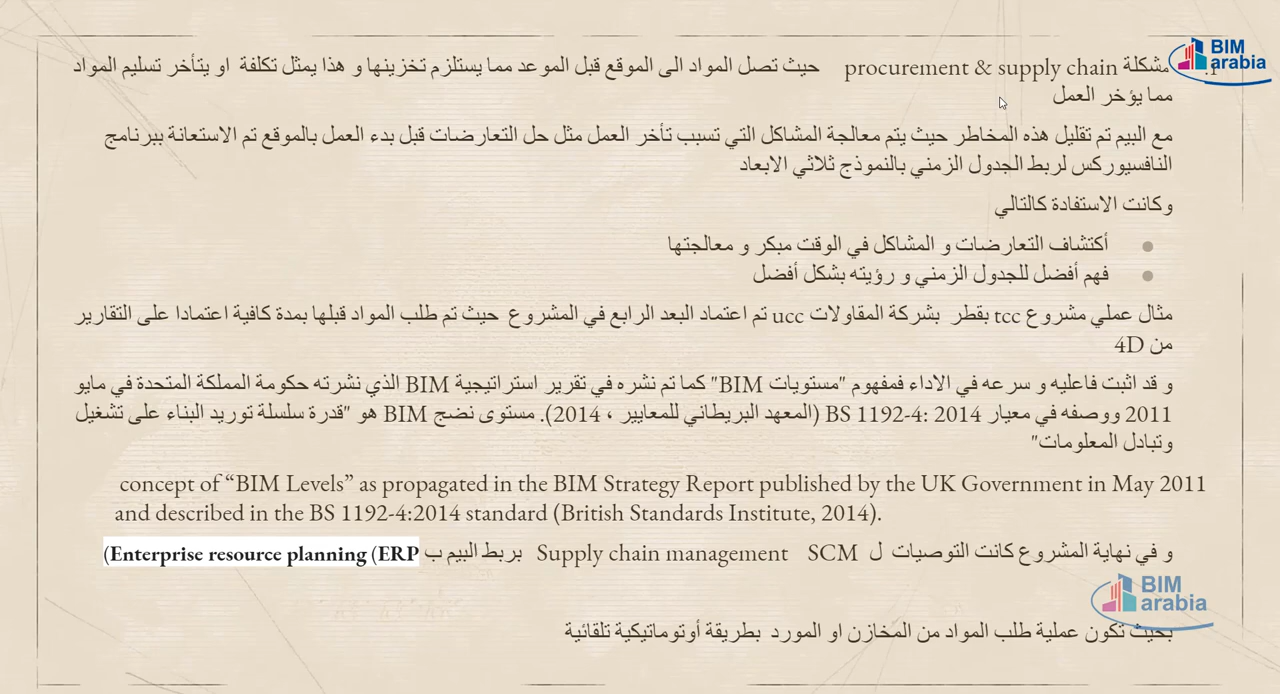 BIM
arabia
1. مشكلة procurement & supply chain حيث تصل المواد الى الموقع قبل الموعد مما يستلزم تخزينها و هذا يمثل تكلفة او يتأخر تسليم المواد
مما يؤخر العمل
مع البيم تم تقليل هذه المخاطر حيث يتم معالجة المشاكل التي تسبب تأخر العمل مثل حل التعارضات قبل بدء العمل بالموقع تم الاستعانة ببرنامج
النافسيوركس لربط الجدول الزمني بالنموذج ثلاثي الابعاد
وكانت الاستفادة كالتالي
● أكتشاف التعارضات و المشاكل في الوقت مبكر و معالجتها
● فهم أفضل للجدول الزمني و رؤيته بشكل أفضل
مثال عملي مشروع tcc بقطر بشركة المقاولات ucc تم اعتماد البعد الرابع في المشروع حيث تم طلب المواد قبلها بمدة كافية اعتمادا على التقارير
من 4D
و قد اثبت فاعليه و سرعه في الاداء فمفهوم "مستويات BIM" كما تم نشره في تقرير استراتيجية BIM الذي نشرته حكومة المملكة المتحدة في مايو
2011 ووصفه في معيار BS 1192-4: 2014 (المعهد البريطاني للمعايير ، 2014). مستوى نضج BIM هو "قدرة سلسلة توريد البناء على تشغيل
وتبادل المعلومات"
concept of “BIM Levels” as propagated in the BIM Strategy Report published by the UK Government in May 2011
and described in the BS 1192-4:2014 standard (British Standards Institute, 2014).
و في نهاية المشروع كانت التوصيات ل Supply chain management SCM بربط البيم ب Enterprise resource planning (ERP)
BIM
arabia
بحيث تكون عملية طلب المواد من المخازن او المورد بطريقة أوتوماتيكية تلقائية